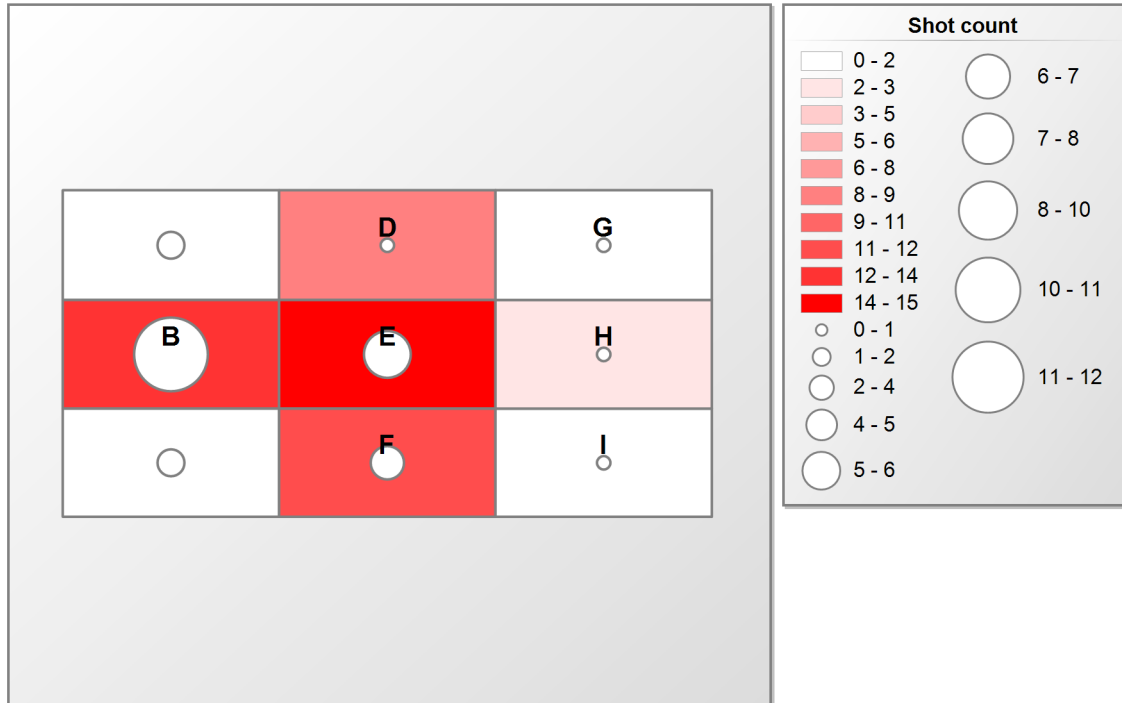 Shot count
0 - 2
2 - 3
3 - 5
5 - 6
6 - 8
8 - 9
9 - 11
11 - 12
12 - 14
14 - 15
0 - 1
1 - 2
2 - 4
4 - 5
5 - 6
6 - 7
7 - 8
8 - 10
10 - 11
11 - 12
D
G
B
E
H
F
I